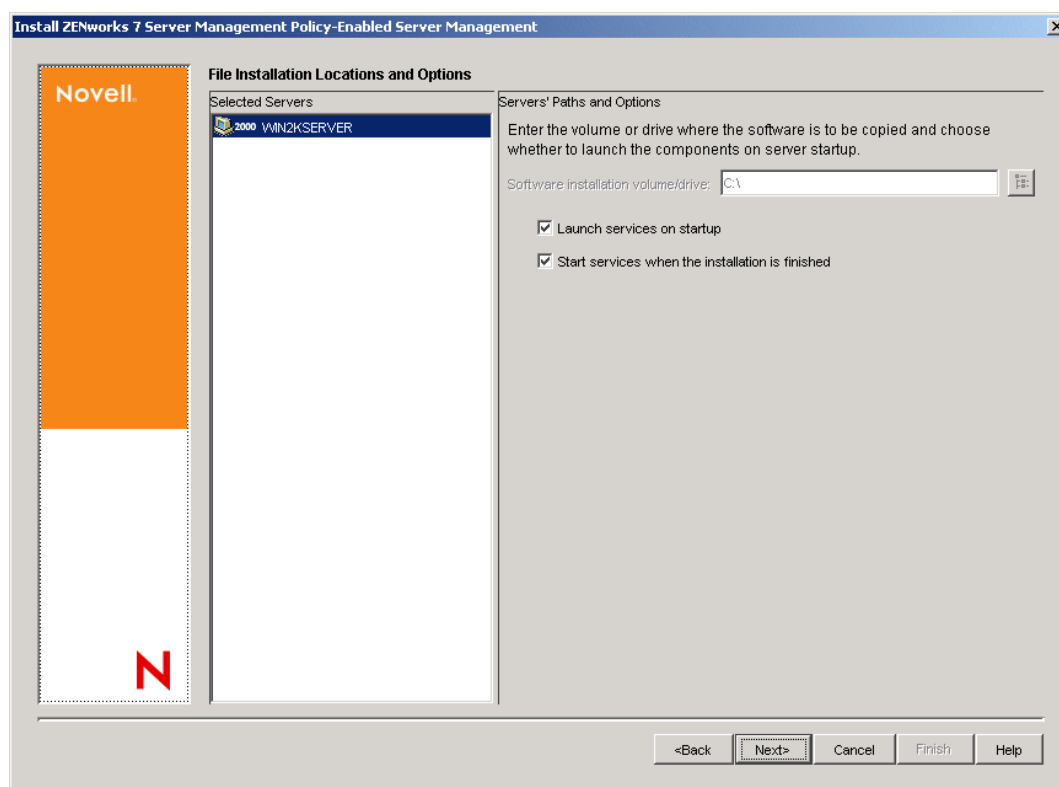 Install ZENworks 7 Server Management Policy-Enabled Server Management
Novell.
File Installation Locations and Options
Selected Servers
2000 WIN2KSERVER
Servers' Paths and Options
Enter the volume or drive where the software is to be copied and choose
whether to launch the components on server startup.
Software installation volume/drive: C:\
Launch services on startup
Start services when the installation is finished
N
<Back Next> Cancel Finish Help